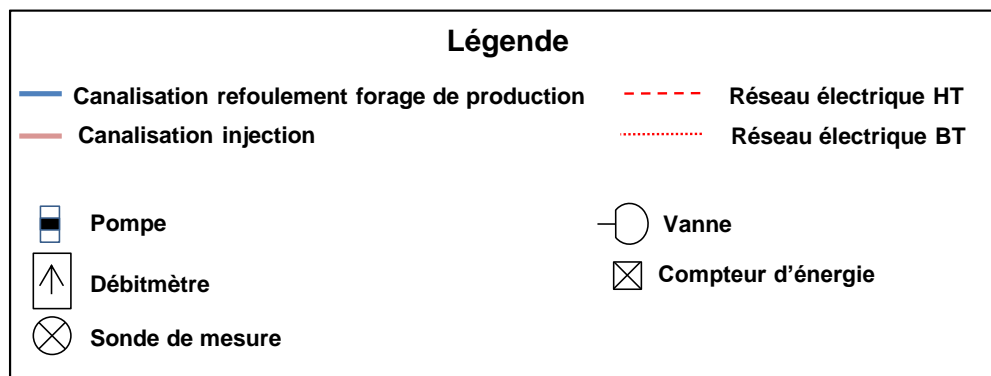 Légende
Canalisation refoulement forage de production
Réseau électrique HT
Canalisation injection
Réseau électrique BT
Pompe
Vanne
Débitmètre
Compteur d’énergie
Sonde de mesure